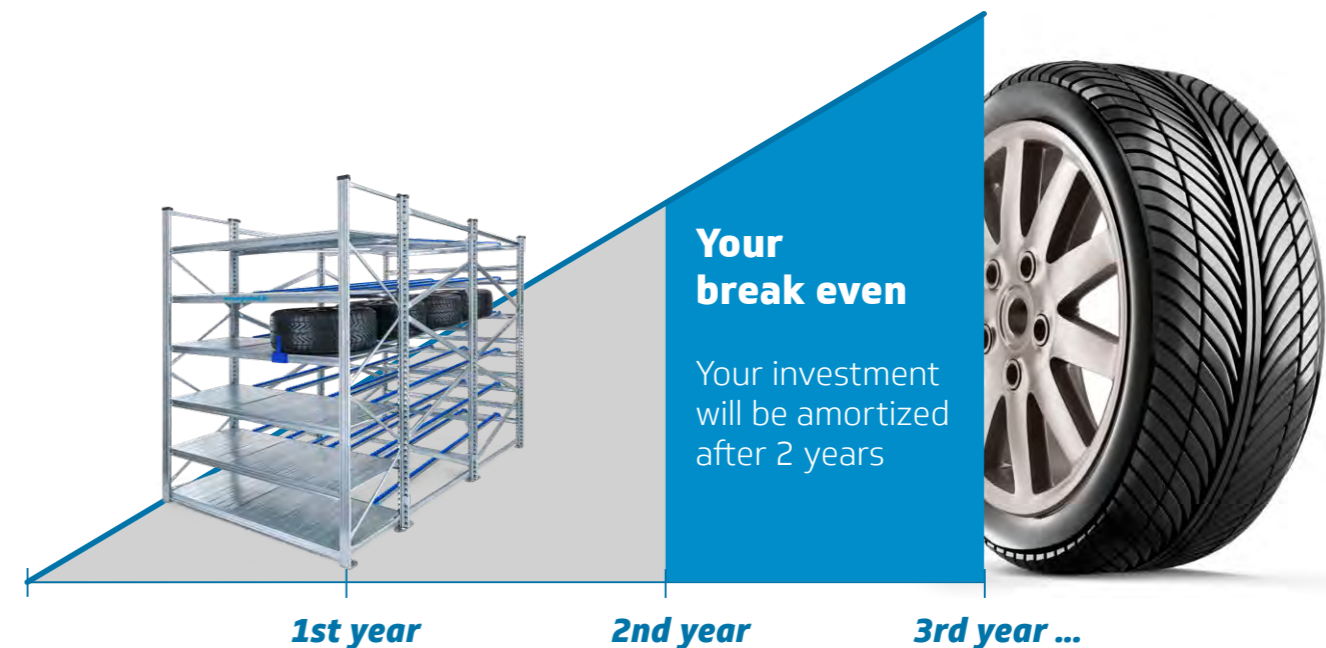 Your
break even
Your investment
will be amortized
after 2 years
1st year
2nd year
3rd year ...